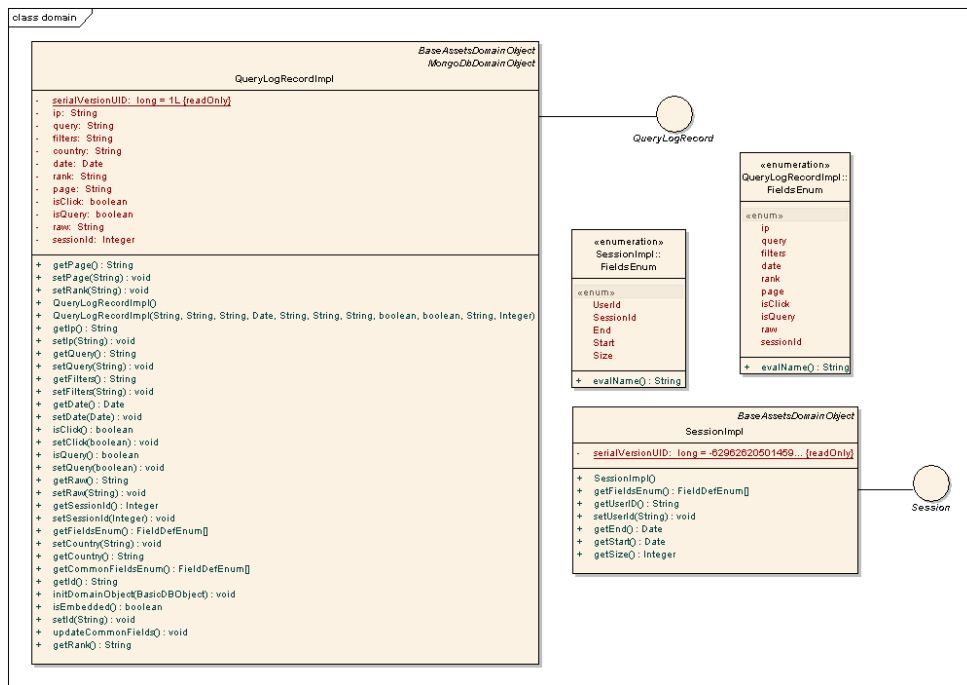 class domain
BaseAssetsDomainObject
MongoDbDomainObject
QueryLogRecordImpl
- serialVersionUID: long = 1L {readOnly}
- ip: String
- query: String
- filters: String
- country: String
- date: Date
- rank: String
- page: String
- isClick: boolean
- isQuery: boolean
- raw: String
- sessionId: Integer
+ getPage() : String
+ setPage(String) : void
+ setRank(String) : void
+ QueryLogRecordImpl()
+ QueryLogRecordImpl(String, String, String, Date, String, String, String, boolean, boolean, String, Integer)
+ getIp() : String
+ setIp(String) : void
+ getQuery() : String
+ setQuery(String) : void
+ getFilters() : String
+ setFilters(String) : void
+ getDate() : Date
+ setDate(Date) : void
+ isClick() : boolean
+ setClick(boolean) : void
+ isQuery() : boolean
+ setQuery(boolean) : void
+ getRaw() : String
+ setRaw(String) : void
+ getSessionId() : Integer
+ setSessionId(Integer) : void
+ getFieldsEnum() : FieldDefEnum[]
+ setCountry(String) : void
+ getCountry() : String
+ getCommonFieldsEnum() : FieldDefEnum[]
+ getId() : String
+ initDomainObject(BasicDBObject) : void
+ isEmbedded() : boolean
+ setId(String) : void
+ updateCommonFields() : void
+ getRank() : String
QueryLogRecord
«enumeration»
QueryLogRecordImpl::
FieldsEnum
«enum»
ip
query
filters
date
rank
page
isClick
isQuery
raw
sessionId
+ evalName() : String
«enumeration»
SessionImpl::
FieldsEnum
«enum»
UserId
SessionId
End
Start
Size
+ evalName() : String
BaseAssetsDomainObject
SessionImpl
- serialVersionUID: long = -62962620501459... {readOnly}
+ SessionImpl()
+ getFieldsEnum() : FieldDefEnum[]
+ getUserID() : String
+ setUserId(String) : void
+ getEnd() : Date
+ getStart() : Date
+ getSize() : Integer
Session